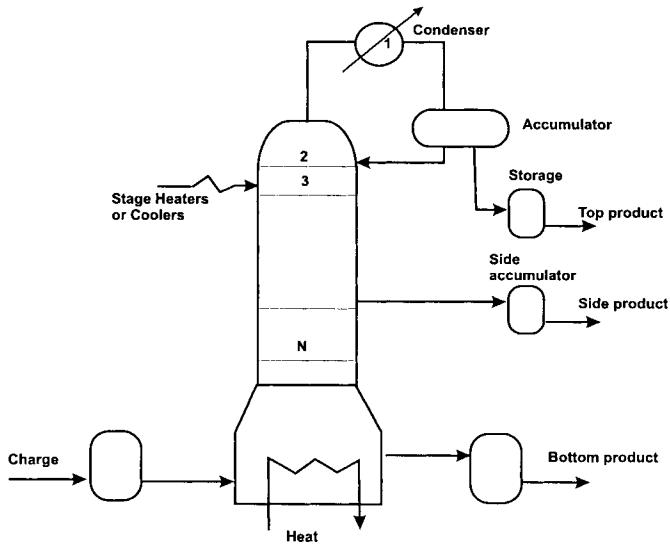 1
Condenser
Accumulator
2
3
Stage Heaters
or Coolers
Storage
Top product
Side
accumulator
Side product
N
Charge
Bottom product
Heat